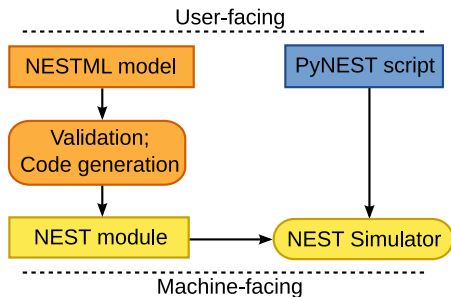 User-facing
NESTML model
PyNEST script
Validation;
Code generation
NEST module
NEST Simulator
Machine-facing